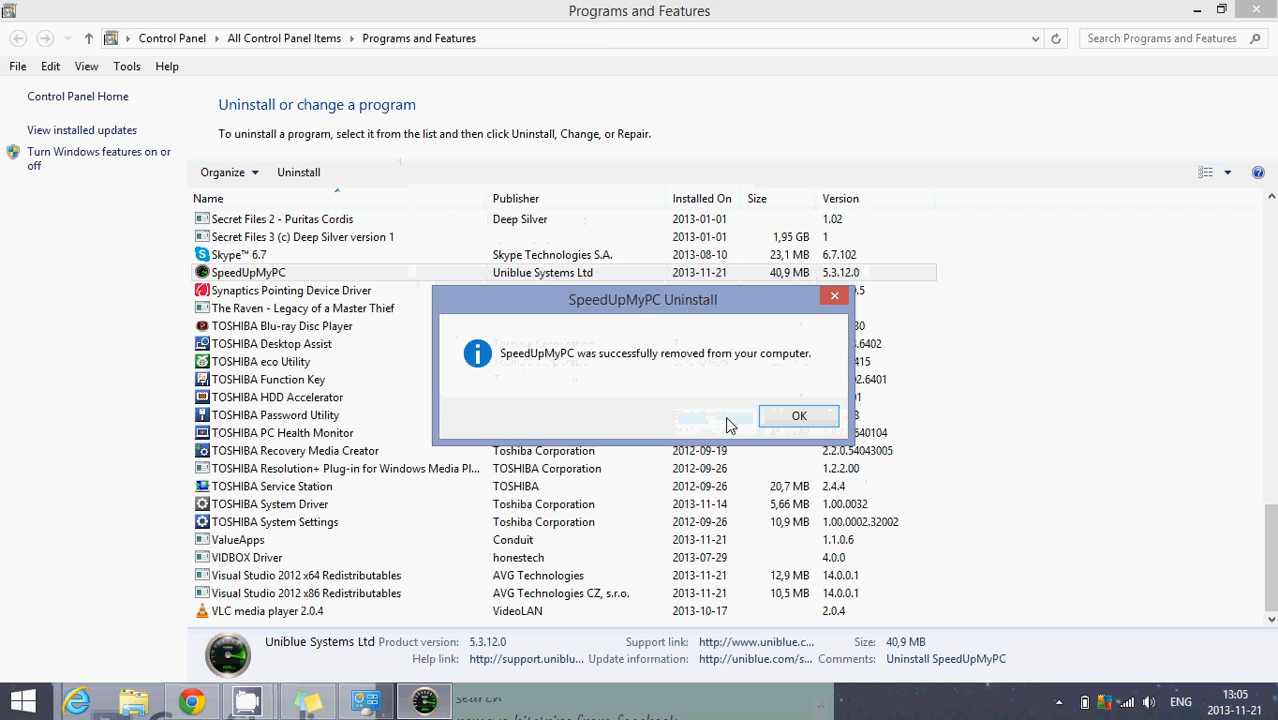 Programs and Features
Control Panel All Control Panel Items Programs and Features Search Programs and Features
File Edit View Tools Help
Control Panel Home
View installed updates
Turn Windows features on or
off
Uninstall or change a program
To uninstall a program, select it from the list and then click Uninstall, Change, or Repair.
Organize Uninstall
Name Publisher Installed On Size Version
Secret Files 2 - Puritas Cordis Deep Silver 2013-01-01 1.02
Secret Files 3 (c) Deep Silver version 1 2013-01-01 1,95 GB 1
Skype™ 6.7 Skype Technologies S.A. 2013-08-10 23,1 MB 6.7.102
SpeedUpMyPC Uniblue Systems Ltd 2013-11-21 40,9 MB 5.3.12.0
Synaptics Pointing Device Driver
The Raven - Legacy of a Master Thief
TOSHIBA Blu-ray Disc Player
TOSHIBA Desktop Assist
TOSHIBA eco Utility
TOSHIBA Function Key
TOSHIBA HDD Accelerator
TOSHIBA Password Utility
TOSHIBA PC Health Monitor
SpeedUpMyPC Uninstall
SpeedUpMyPC was successfully removed from your computer.
OK
TOSHIBA Recovery Media Creator Toshiba Corporation 2012-09-19 2.2.0.54043005
TOSHIBA Resolution+ Plug-in for Windows Media Pl... TOSHIBA Corporation 2012-09-26 1.2.2.00
TOSHIBA Service Station TOSHIBA 2012-09-26 20,7 MB 2.4.4
TOSHIBA System Driver Toshiba Corporation 2013-11-14 5,66 MB 1.00.0032
TOSHIBA System Settings Toshiba Corporation 2012-09-26 10,9 MB 1.00.0002.32002
ValueApps Conduit 2013-11-21 1.1.0.6
VIDBOX Driver honestech 2013-07-29 4.0.0
Visual Studio 2012 x64 Redistributables AVG Technologies 2013-11-21 12,9 MB 14.0.0.1
Visual Studio 2012 x86 Redistributables AVG Technologies CZ, s.r.o. 2013-11-21 10,5 MB 14.0.0.1
VLC media player 2.0.4 VideoLAN 2013-10-17 2.0.4
Uniblue Systems Ltd Product version: 5.3.12.0 Support link: http://www.uniblue.c... Size: 40,9 MB
Help link: http://support.uniblu... Update information: http://uniblue.com/s... Comments: Uninstall SpeedUpMyPC
ENG 13:05
2013-11-21